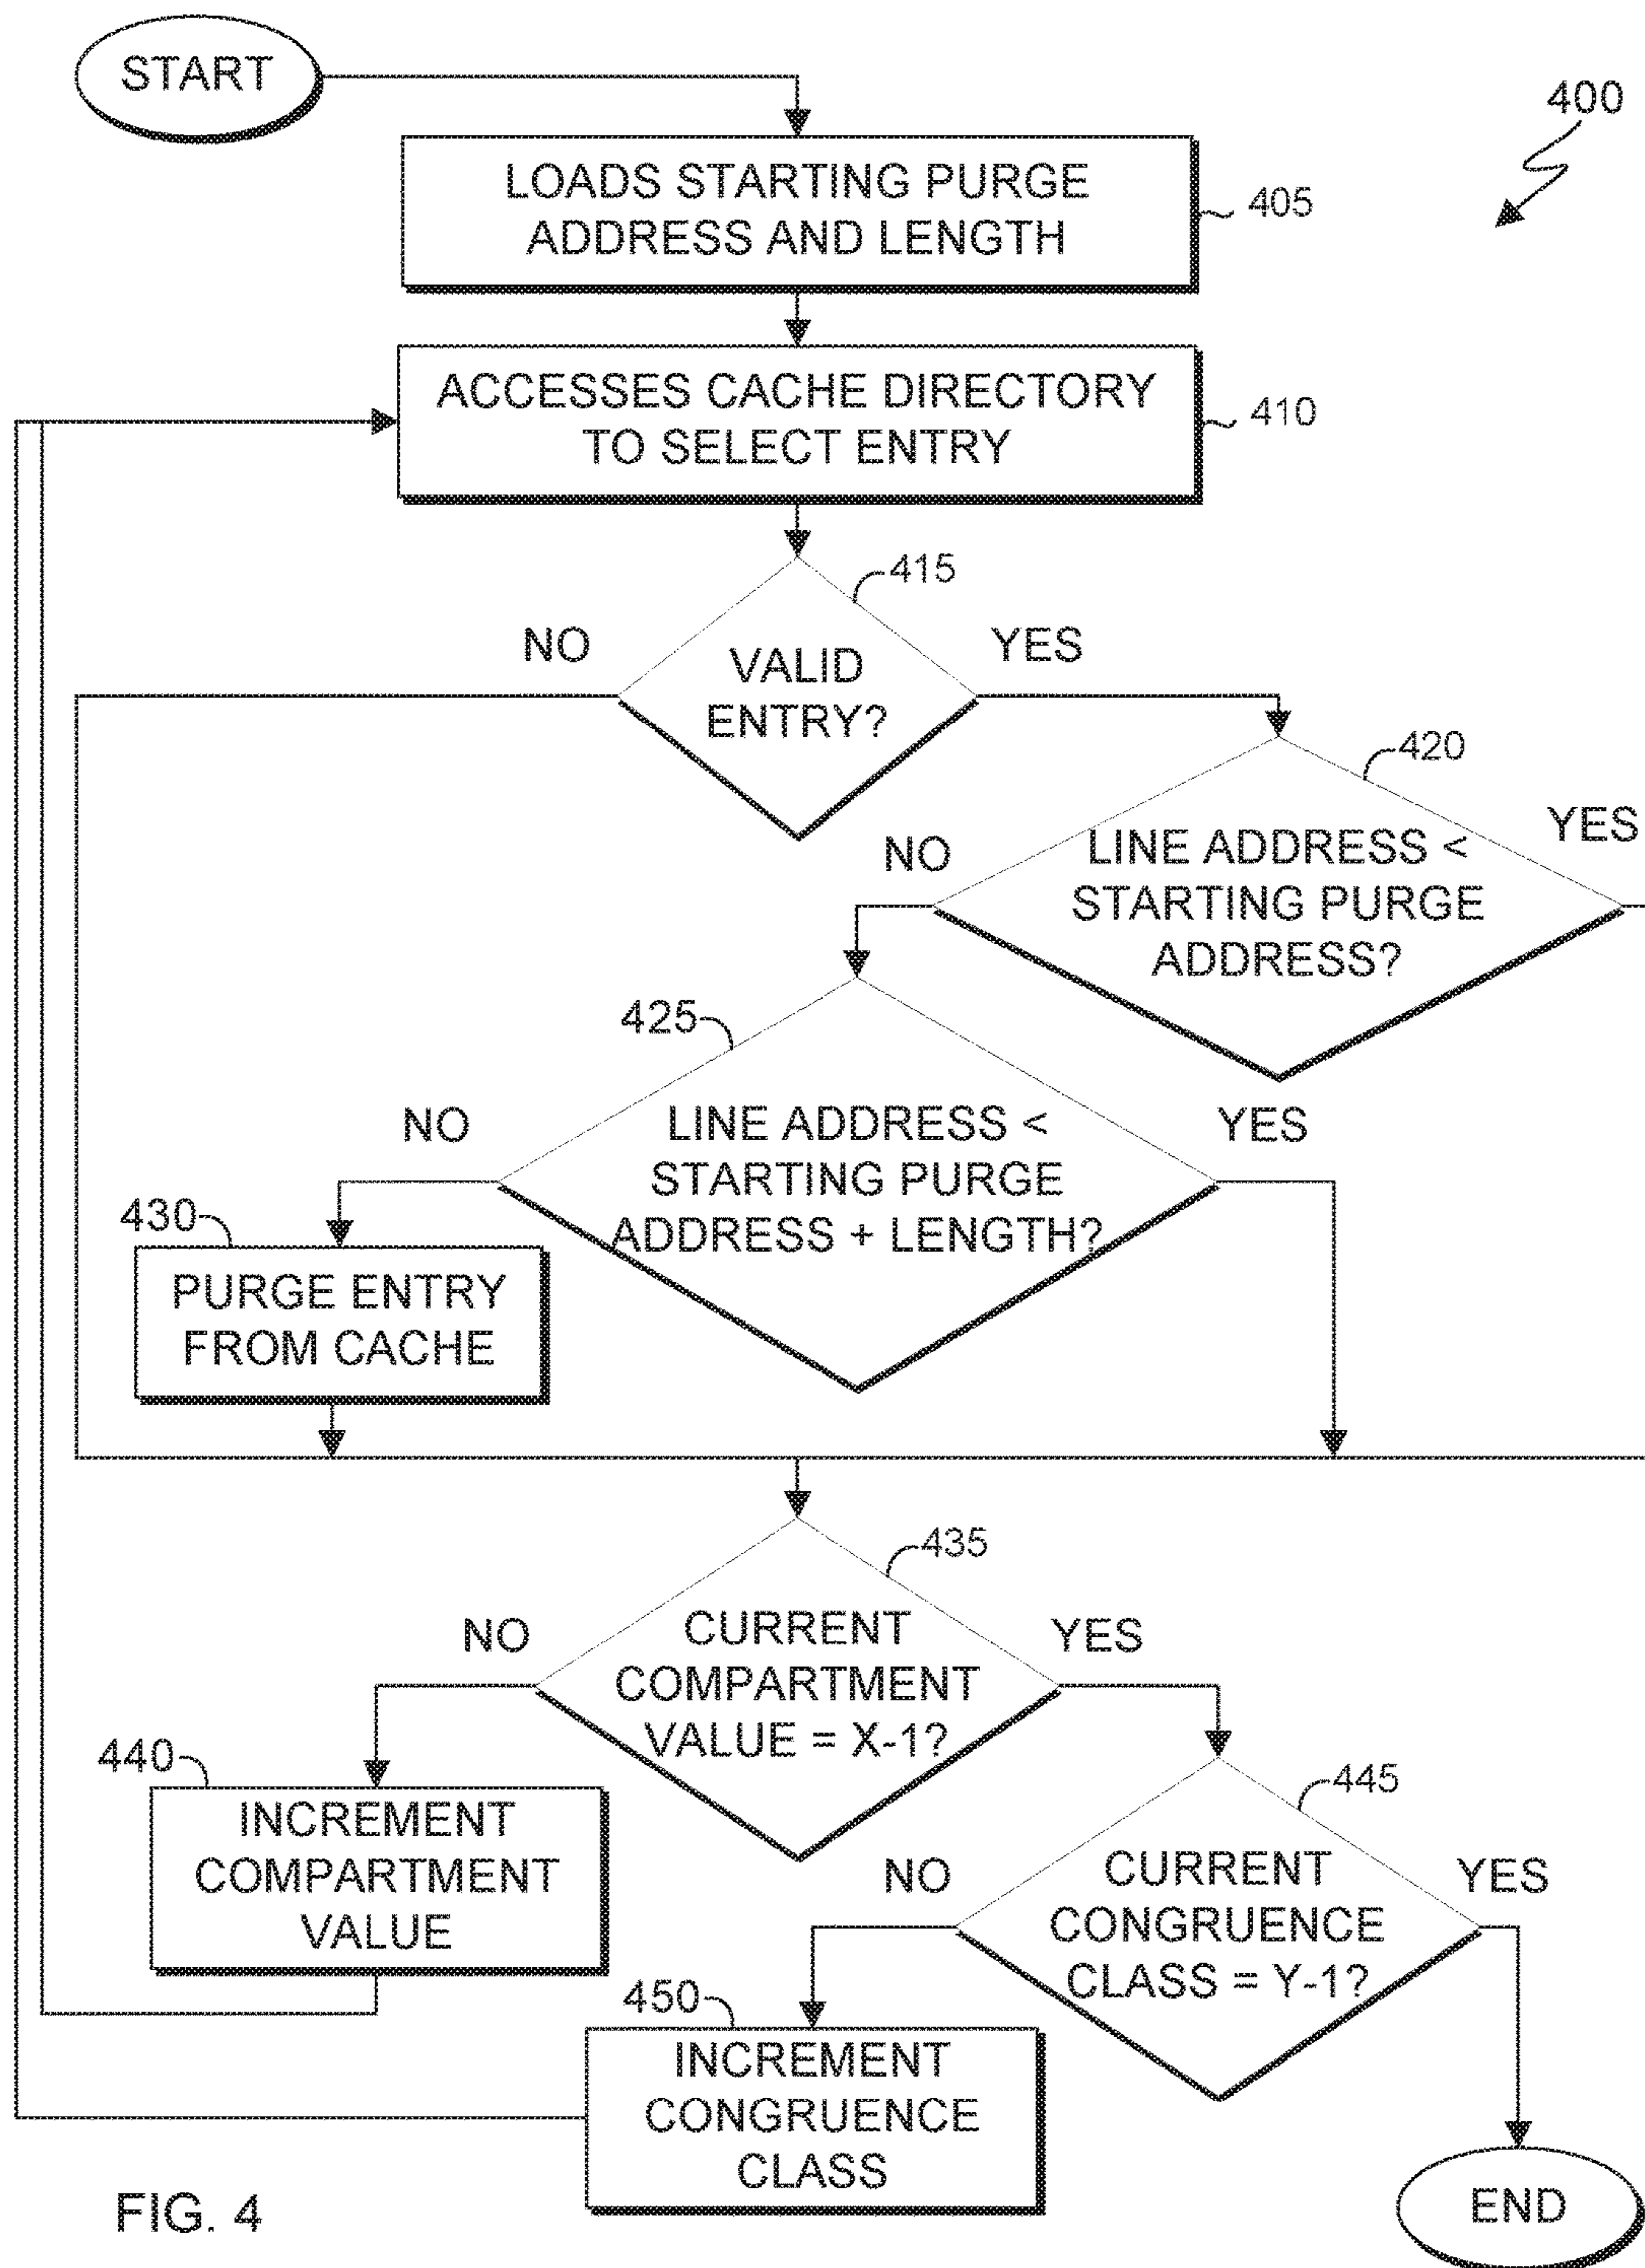 START
400
LOADS STARTING PURGE
ADDRESS AND LENGTH
405
ACCESSES CACHE DIRECTORY
TO SELECT ENTRY
410
415
NO
YES
VALID
ENTRY?
420
NO
YES
LINE ADDRESS <
STARTING PURGE
ADDRESS?
425
NO
YES
LINE ADDRESS <
STARTING PURGE
ADDRESS + LENGTH?
430
PURGE ENTRY
FROM CACHE
435
NO
YES
CURRENT
COMPARTMENT
VALUE = X-1?
440
INCREMENT
COMPARTMENT
VALUE
445
NO
YES
CURRENT
CONGRUENCE
CLASS = Y-1?
450
INCREMENT
CONGRUENCE
CLASS
END
FIG. 4